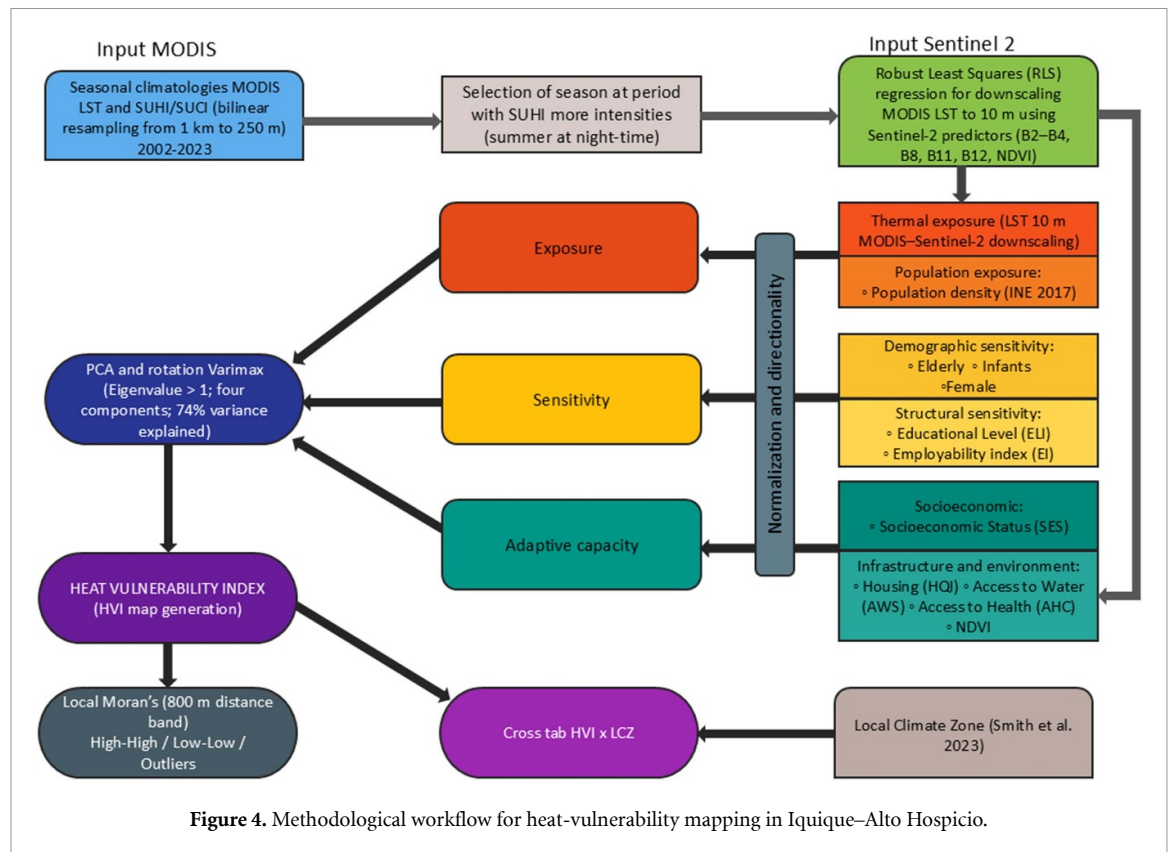 Input MODIS
Input Sentinel 2
Seasonal climatologies MODIS
LST and SUHI/SUCI (bilinear
resampling from 1 km to 250 m)
2002-2023
Selection of season at period
with SUHI more intensities
(summer at night-time)
Robust Least Squares (RLS)
regression for downscaling
MODIS LST to 10 m using
Sentinel-2 predictors (B2–B4,
B8, B11, B12, NDVI)
Thermal exposure (LST 10 m
MODIS–Sentinel-2 downscaling)
Population exposure:
◦ Population density (INE 2017)
Exposure
Normalization and directionality
Demographic sensitivity:
◦ Elderly ◦ Infants
◦Female
Structural sensitivity:
◦ Educational Level (ELI)
◦ Employability index (EI)
Sensitivity
PCA and rotation Varimax
(Eigenvalue > 1; four
components; 74% variance
explained)
Socioeconomic:
◦ Socioeconomic Status (SES)
Infrastructure and environment:
◦ Housing (HQI) ◦ Access to Water
(AWS) ◦ Access to Health (AHC)
◦ NDVI
Adaptive capacity
HEAT VULNERABILITY INDEX
(HVI map generation)
Local Moran's (800 m distance
band)
High-High / Low-Low /
Outliers
Cross tab HVI x LCZ
Local Climate Zone (Smith et al.
2023)
Figure 4. Methodological workflow for heat-vulnerability mapping in Iquique–Alto Hospicio.